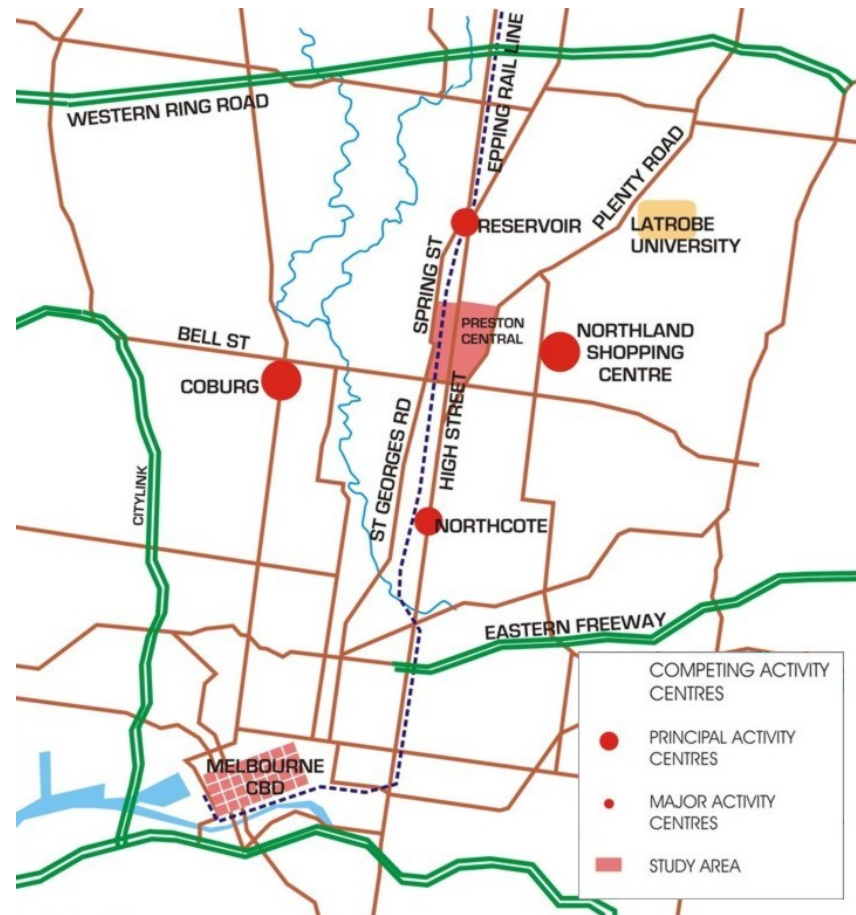 WESTERN RING ROAD
EPPING RAIL LINE
PLENTY ROAD
RESERVOIR
LATROBE
UNIVERSITY
SPRING ST
PRESTON
CENTRAL
NORTHLAND
SHOPPING
CENTRE
BELL ST
COBURG
ST GEORGES RD
HIGH STREET
CITYLINK
NORTHCOTE
EASTERN FREEWAY
MELBOURNE
CBD
COMPETING ACTIVITY
CENTRES
PRINCIPAL ACTIVITY
CENTRES
MAJOR ACTIVITY
CENTRES
STUDY AREA